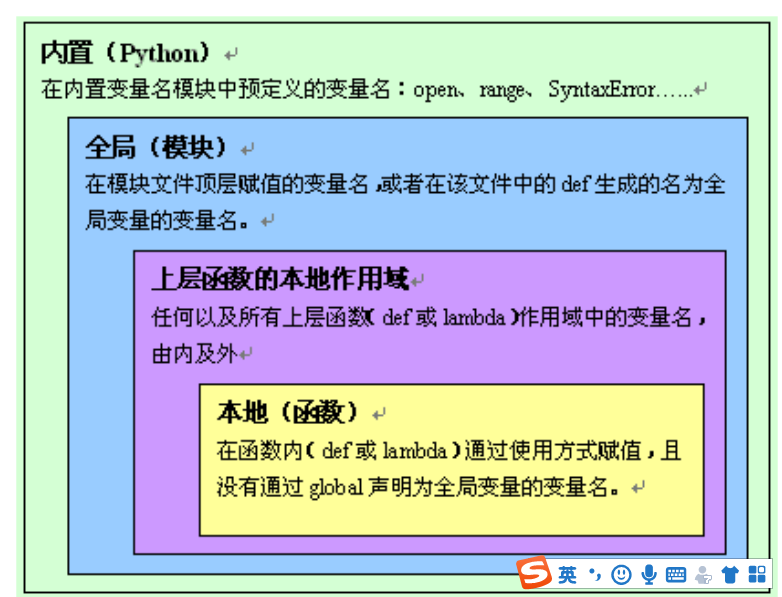 内置（Python）
在内置变量名模块中预定义的变量名：open、range、SyntaxError……
全局（模块）
在模块文件顶层赋值的变量名,或者在该文件中的 def 生成的名为全
局变量的变量名。
上层函数的本地作用域
任何以及所有上层函数( def 或 lambda )作用域中的变量名，
由内及外
本地（函数）
在函数内( def 或 lambda )通过使用方式赋值，且
没有通过 global 声明为全局变量的变量名。
S 英